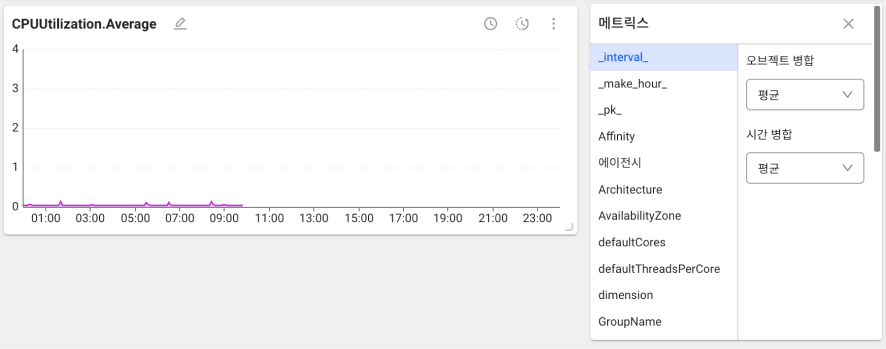 CPUUtilization.Average
4
3
2
1
0
01:00 03:00 05:00 07:00 09:00 11:00 13:00 15:00 17:00 19:00 21:00 23:00
메트릭스
_interval_
_make_hour_
_pk_
Affinity
에이전시
Architecture
AvailabilityZone
defaultCores
defaultThreadsPerCore
dimension
GroupName
오브젝트 병합
평균
시간 병합
평균